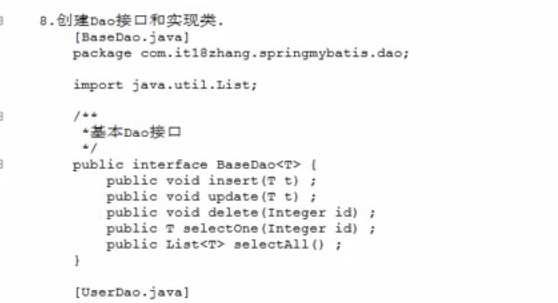 8.创建Dao接口和实现类.
[BaseDao.java]
package com.it18zhang.springmybatis.dao;
import java.util.List;
/**
*基本Dao接口
*/
public interface BaseDao<T> {
public void insert(T t) ;
public void update(T t) ;
public void delete(Integer id) ;
public T selectOne(Integer id) ;
public List<T> selectAll() ;
}
[UserDao.java]